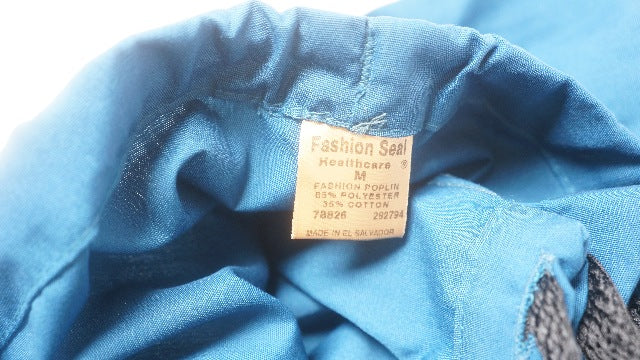 Fashion Seal
Healthcare ®
M
FASHION POPLIN
65% POLYESTER
35% COTTON
78826 292794
MADE IN EL SALVADOR